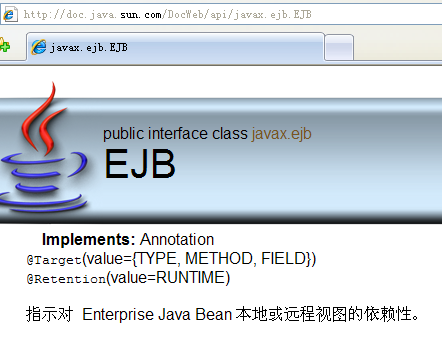 http://doc.java.sun.com/DocWeb/api/javax.ejb.EJB
javax.ejb.EJB
public interface class javax.ejb
EJB
Implements: Annotation
@Target(value={TYPE, METHOD, FIELD})
@Retention(value=RUNTIME)
指示对 Enterprise Java Bean 本地或远程视图的依赖性。